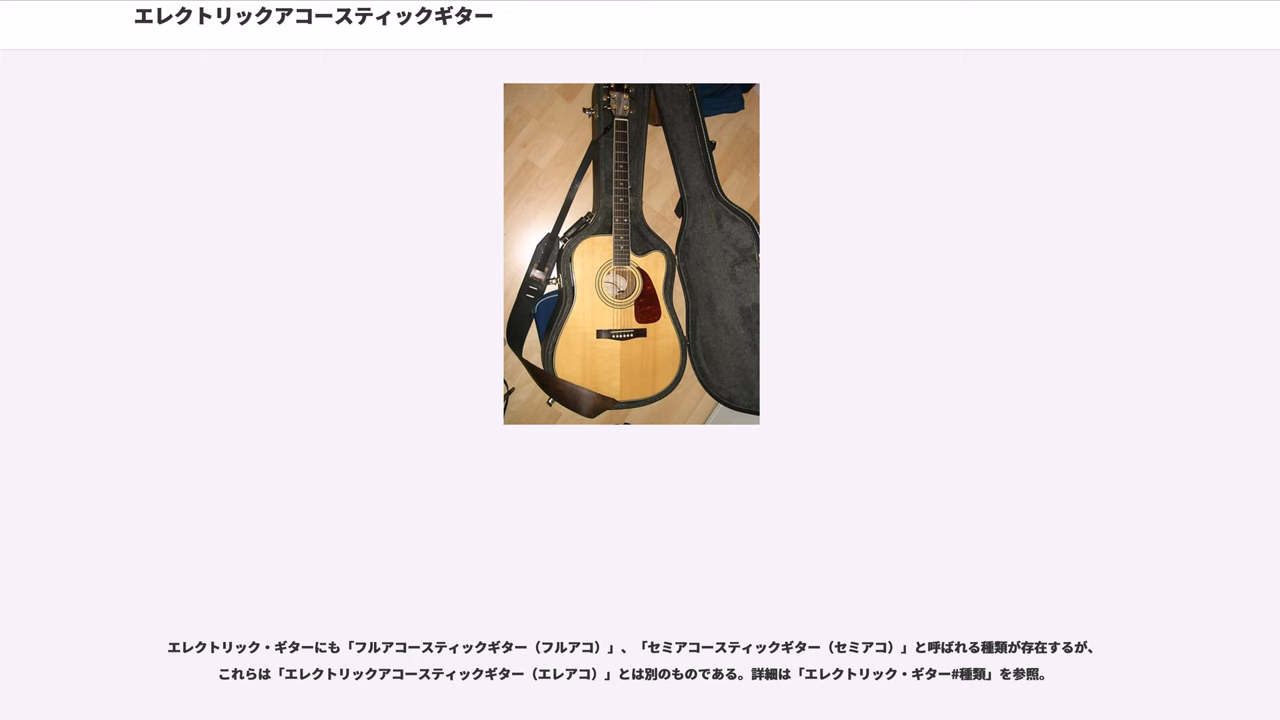 エレクトリックアコースティックギター
エレクトリック・ギターにも「フルアコースティックギター（フルアコ）」、「セミアコースティックギター（セミアコ）」と呼ばれる種類が存在するが、
これらは「エレクトリックアコースティックギター（エレアコ）」とは別のものである。詳細は「エレクトリック・ギター#種類」を参照。